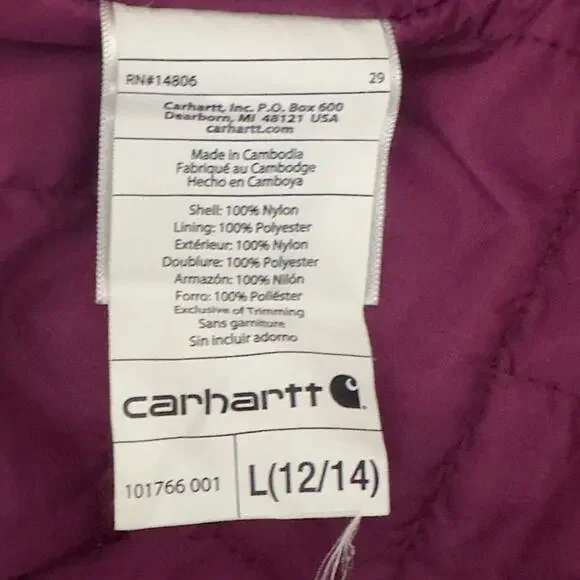 RN#14806 29
Carhartt, Inc. P.O. Box 600
Dearborn, MI 48121 USA
carhartt.com
Made in Cambodia
Fabriqué au Cambodge
Hecho en Camboya
Shell: 100% Nylon
Lining: 100% Polyester
Extérieur: 100% Nylon
Doublure: 100% Polyester
Armazón: 100% Nilón
Forro: 100% Poliéster
Exclusive of Trimming
Sans garniture
Sin incluir adorno
carhartt
101766 001 L(12/14)